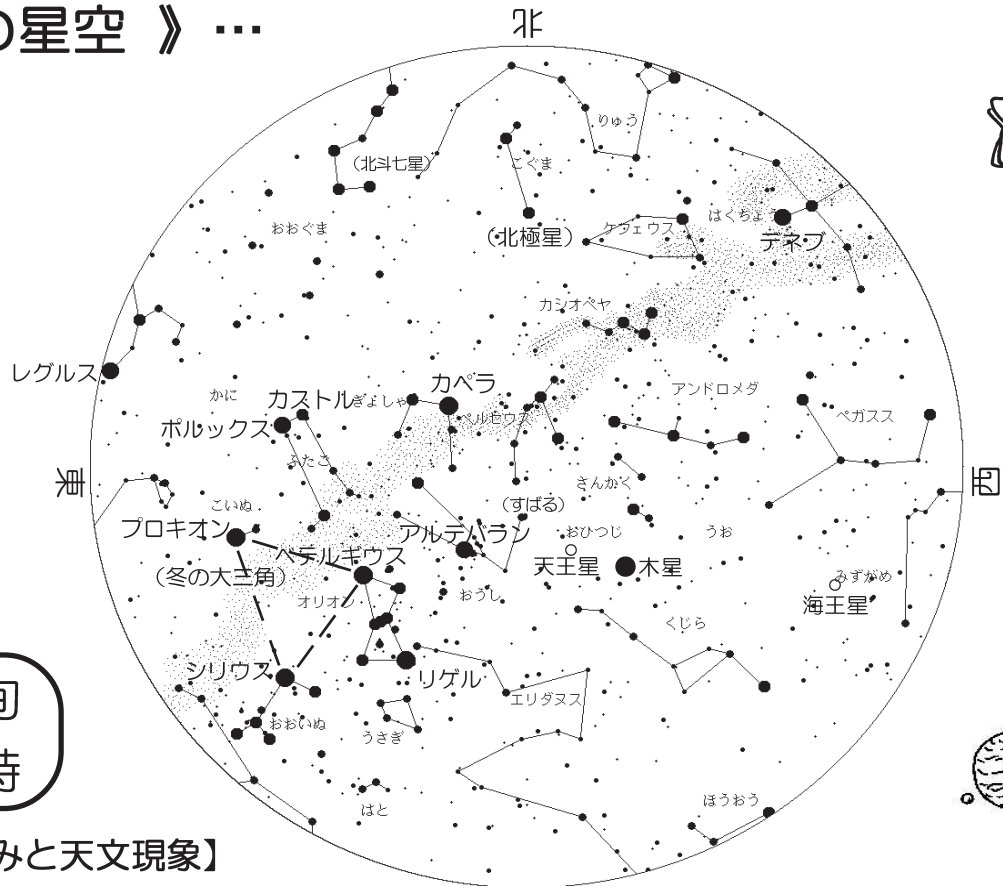 の星空 》…
北
りゅう
（北斗七星）
こぐま
はくちょう
おおぐま
ケフェウス
（北極星）
デネブ
カシオペヤ
レグルス
カペラ
アンドロメダ
かに
カストル
ぎょしゃ
ペルセウス
ペガスス
ポルックス
ふたご
東
西
さんかく
こいぬ
（すばる）
プロキオン
アルデバラン
おひつじ
うお
ベテルギウス
天王星
木星
（冬の大三角）
みずがめ
オリオン
おうし
海王星
くじら
シリウス
リゲル
エリダヌス
おおいぬ
うさぎ
はと
ほうおう
旬
時
みと天文現象】